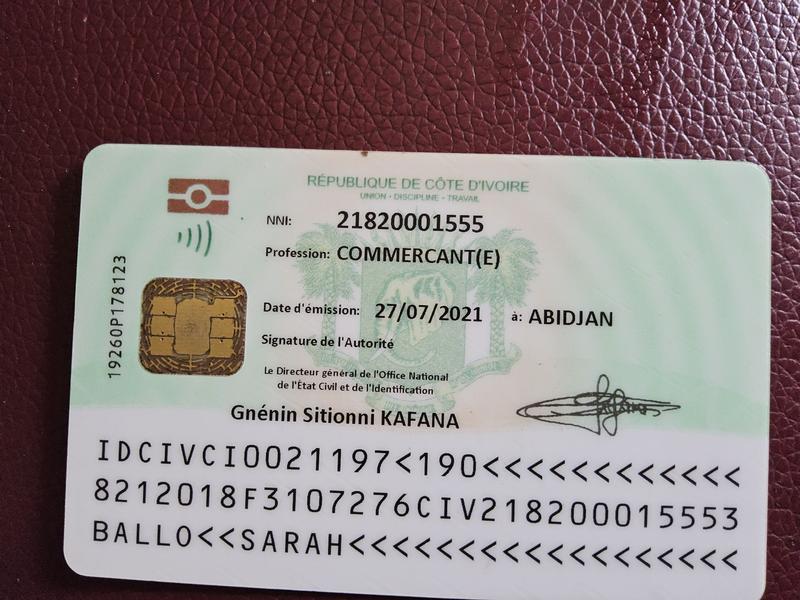 RÉPUBLIQUE DE CÔTE D'IVOIRE
UNION - DISCIPLINE - TRAVAIL
NNI: 21820001555
Profession: COMMERCANT(E)
19260P178123
Date d'émission: 27/07/2021 à: ABIDJAN
Signature de l'Autorité
Le Directeur général de l'Office National
de l'État Civil et de l'Identification
Gnénin Sitionni KAFANA
IDCIVCI0021197<190<<<<<<<<<<<<
8212018F3107276CIV218200015553
BALLO<<SARAH<<<<<<<<<<<<<<<<<<